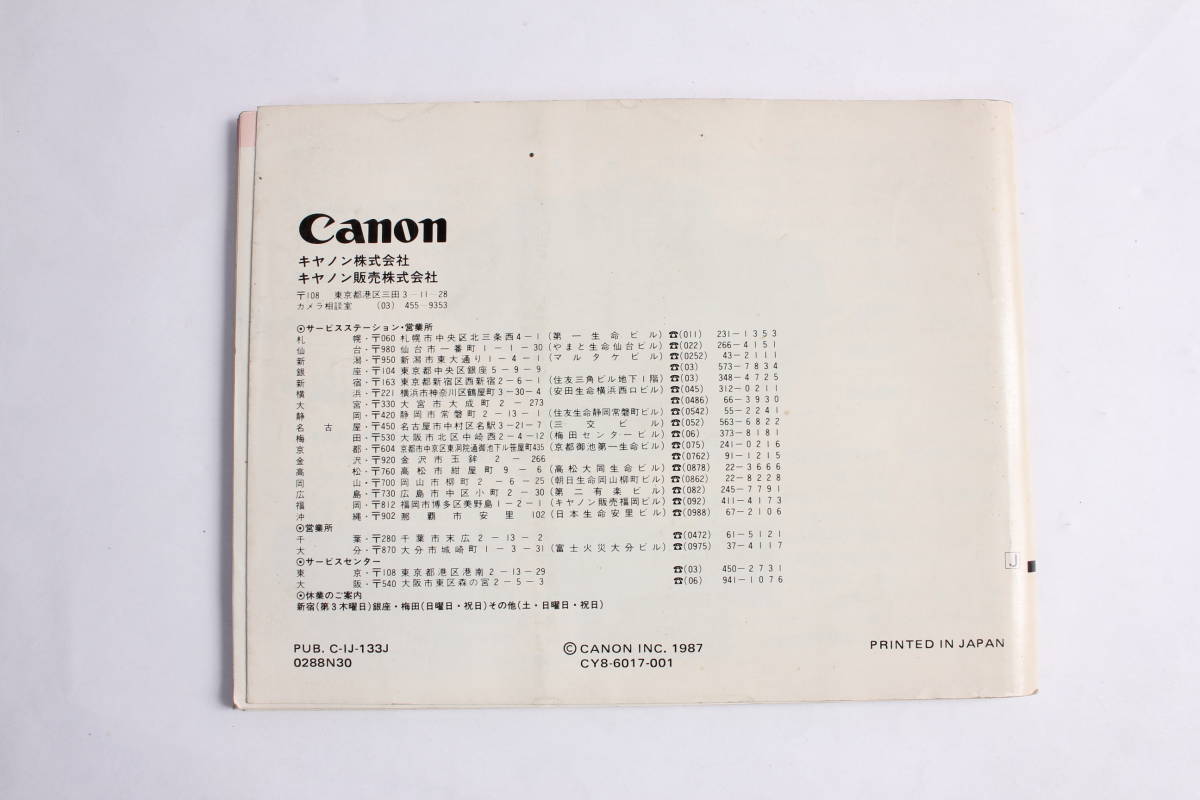 Canon
キヤノン株式会社
キヤノン販売株式会社
〒108 東京都港区三田3-11-28
カメラ相談室 (03) 455-9353
⊙サービスステーション・営業所
札幌・〒060 札幌市中央区北三条西4-1(第一生命ビル)☎(011) 231-1353
仙台・〒980 仙台市一番町1-1-30(やまと生命仙台ビル)☎(022) 266-4151
新潟・〒950 新潟市東大通り1-4-1(マルタケビル)☎(0252) 43-2111
銀座・〒104 東京都中央区銀座5-9-9 ☎(03) 573-7834
新宿・〒163 東京都新宿区西新宿2-6-1(住友三角ビル地下1階)☎(03) 348-4725
横浜・〒221 横浜市神奈川区鶴屋町3-30-4(安田生命横浜西口ビル)☎(045) 312-0211
大宮・〒330 大宮市大成町2-273 ☎(0486) 66-3930
静岡・〒420 静岡市常磐町2-13-1(住友生命静岡常磐町ビル)☎(0542) 55-2241
名古屋・〒450 名古屋市中村区名駅3-21-7(三交ビル)☎(052) 563-6822
梅田・〒530 大阪市北区中崎西2-4-12(梅田センタービル)☎(06) 373-8181
京都・〒604 京都市中京区東洞院通御池下ル笹屋町435(京都御池第一生命ビル)☎(075) 241-0216
金沢・〒920 金沢市玉鉾2-266 ☎(0762) 91-1215
高松・〒760 高松市紺屋町9-6(高松大同生命ビル)☎(0878) 22-3666
岡山・〒700 岡山市柳町2-6-25(朝日生命岡山柳町ビル)☎(0862) 22-8228
広島・〒730 広島市中区小町2-30(第二有楽ビル)☎(082) 245-7791
福岡・〒812 福岡市博多区美野島1-2-1(キヤノン販売福岡ビル)☎(092) 411-4173
沖縄・〒902 那覇市安里102(日本生命安里ビル)☎(0988) 67-2106
⊙営業所
千葉・〒280 千葉市末広2-13-2 ☎(0472) 61-5121
大分・〒870 大分市城崎町1-3-31(富士火災大分ビル)☎(0975) 37-4117
⊙サービスセンター
東京・〒108 東京都港区港南2-13-29 ☎(03) 450-2731
大阪・〒540 大阪市東区森の宮2-5-3 ☎(06) 941-1076
⊙休業のご案内
新宿(第3木曜日)銀座・梅田(日曜日・祝日)その他(土・日曜日・祝日)
J
PUB. C-IJ-133J
0288N30
©CANON INC. 1987
CY8-6017-001
PRINTED IN JAPAN